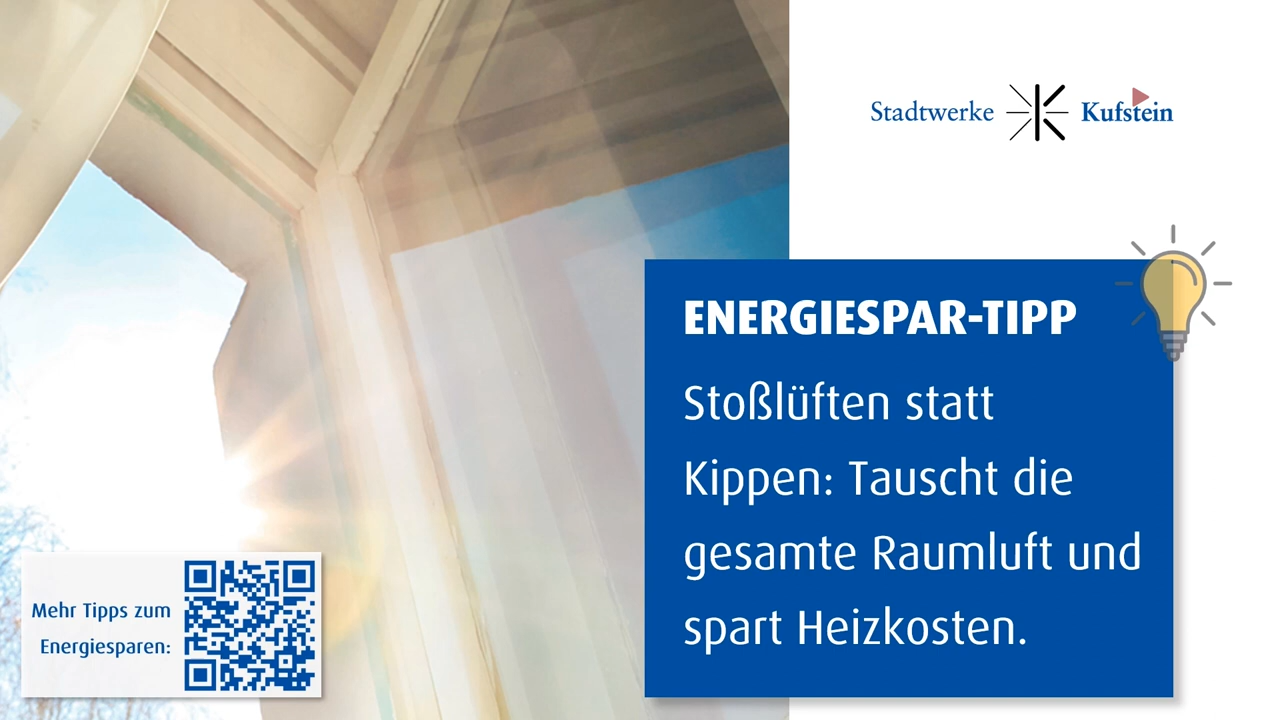 Stadtwerke Kufstein
ENERGIESPAR-TIPP
Stoßlüften statt
Kippen: Tauscht die
gesamte Raumluft und
spart Heizkosten.
Mehr Tipps zum
Energiesparen: